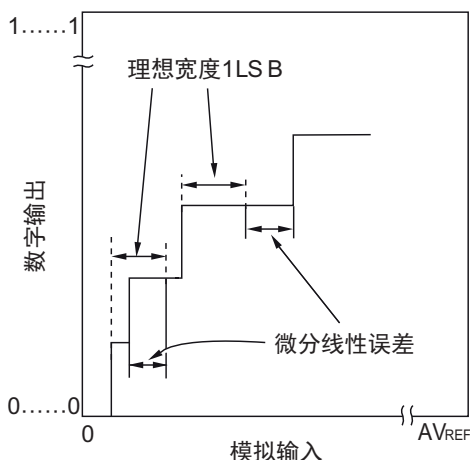 1......1
理想宽度1LSB
数字输出
微分线性误差
0......0
0
AVREF
模拟输入